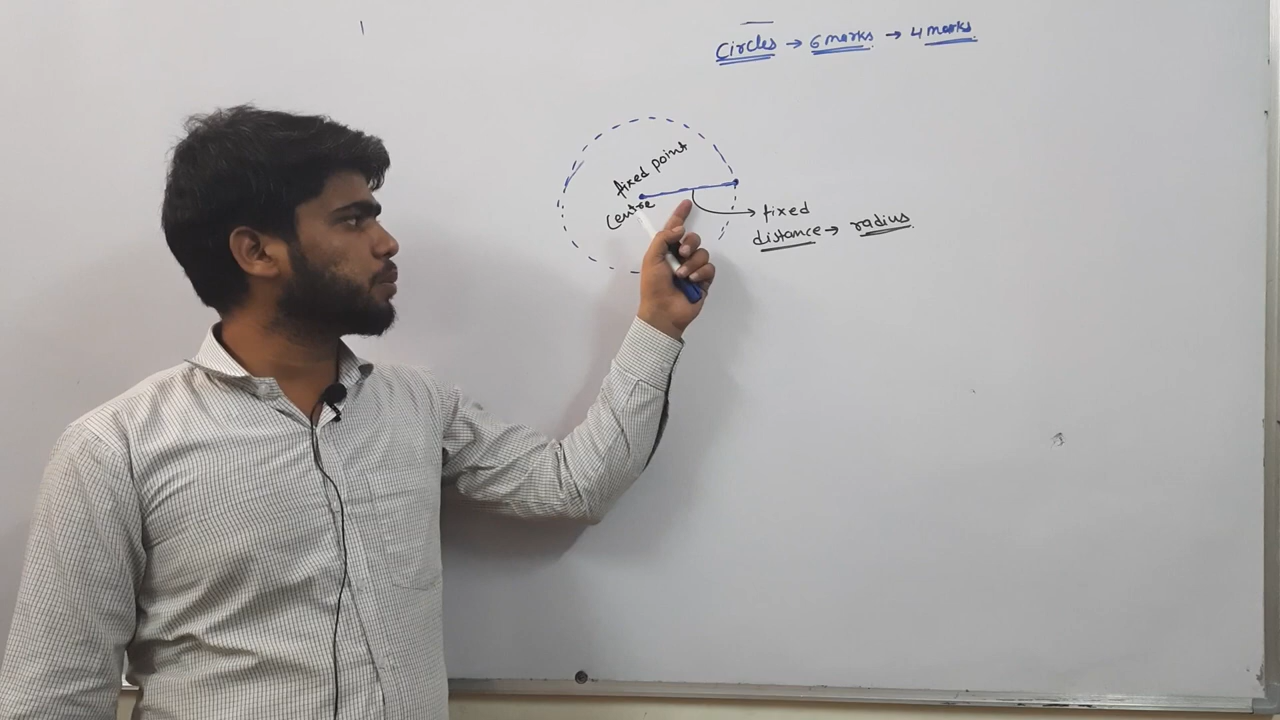 Circles → 6 marks → 4 marks
fixed point
Centre
fixed
distance → radius